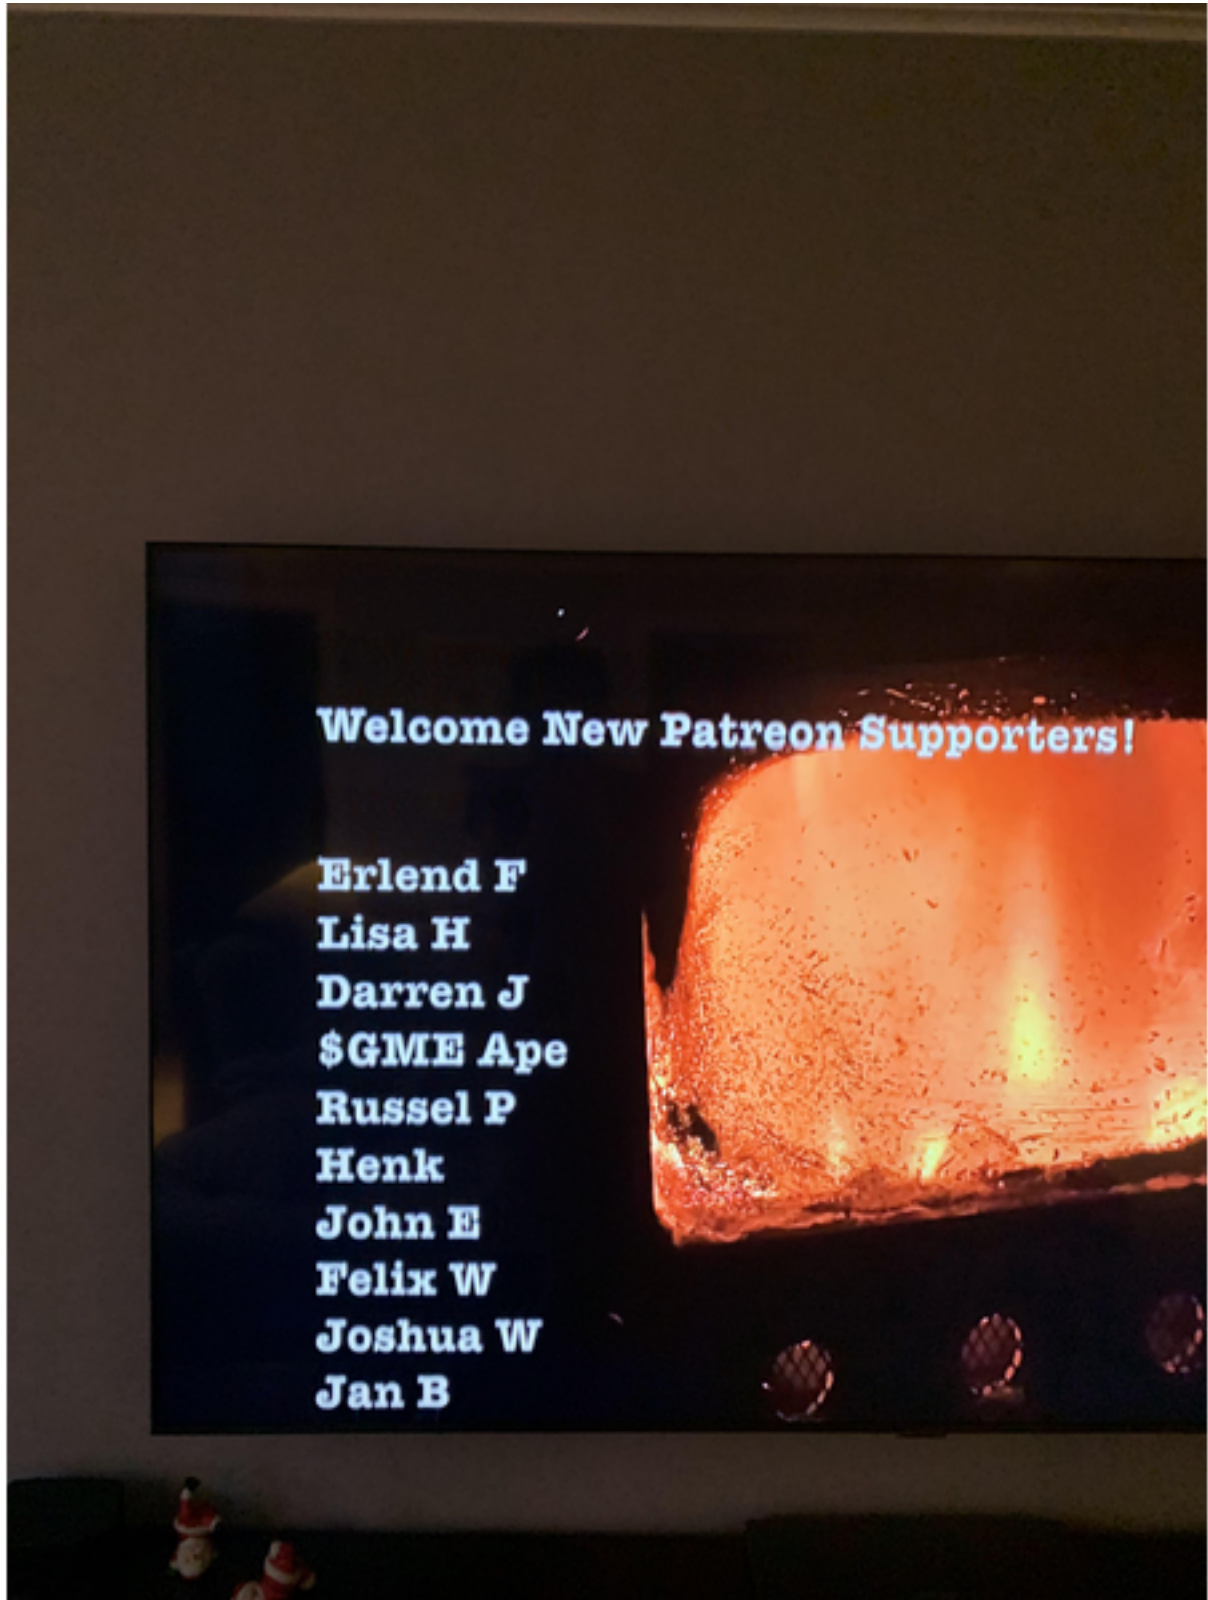 Welcome New Patreon Supporters!
Erlend F
Lisa H
Darren J
$GME Ape
Russel P
Henk
John E
Felix W
Joshua W
Jan B